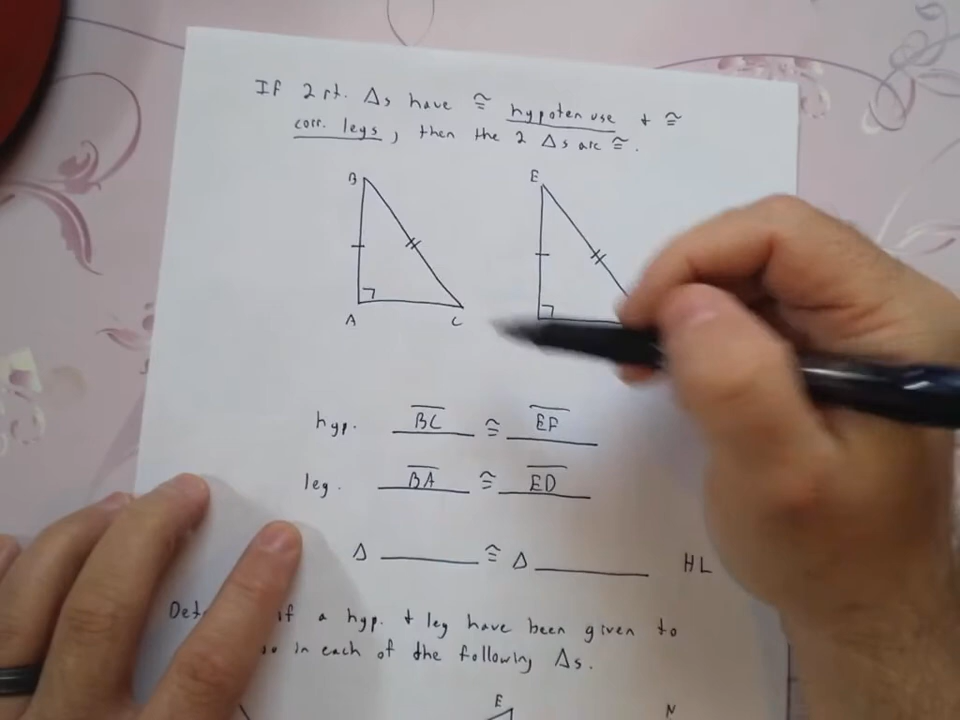 If 2 rt. Δs have ≅ hypotenuse + ≅
corr. legs, then the 2 Δs are ≅.
B E
A C
hyp. BC ≅ EF
leg. BA ≅ ED
Δ ≅ Δ HL
if a hyp. + leg have been given to
in each of the following Δs.
E N